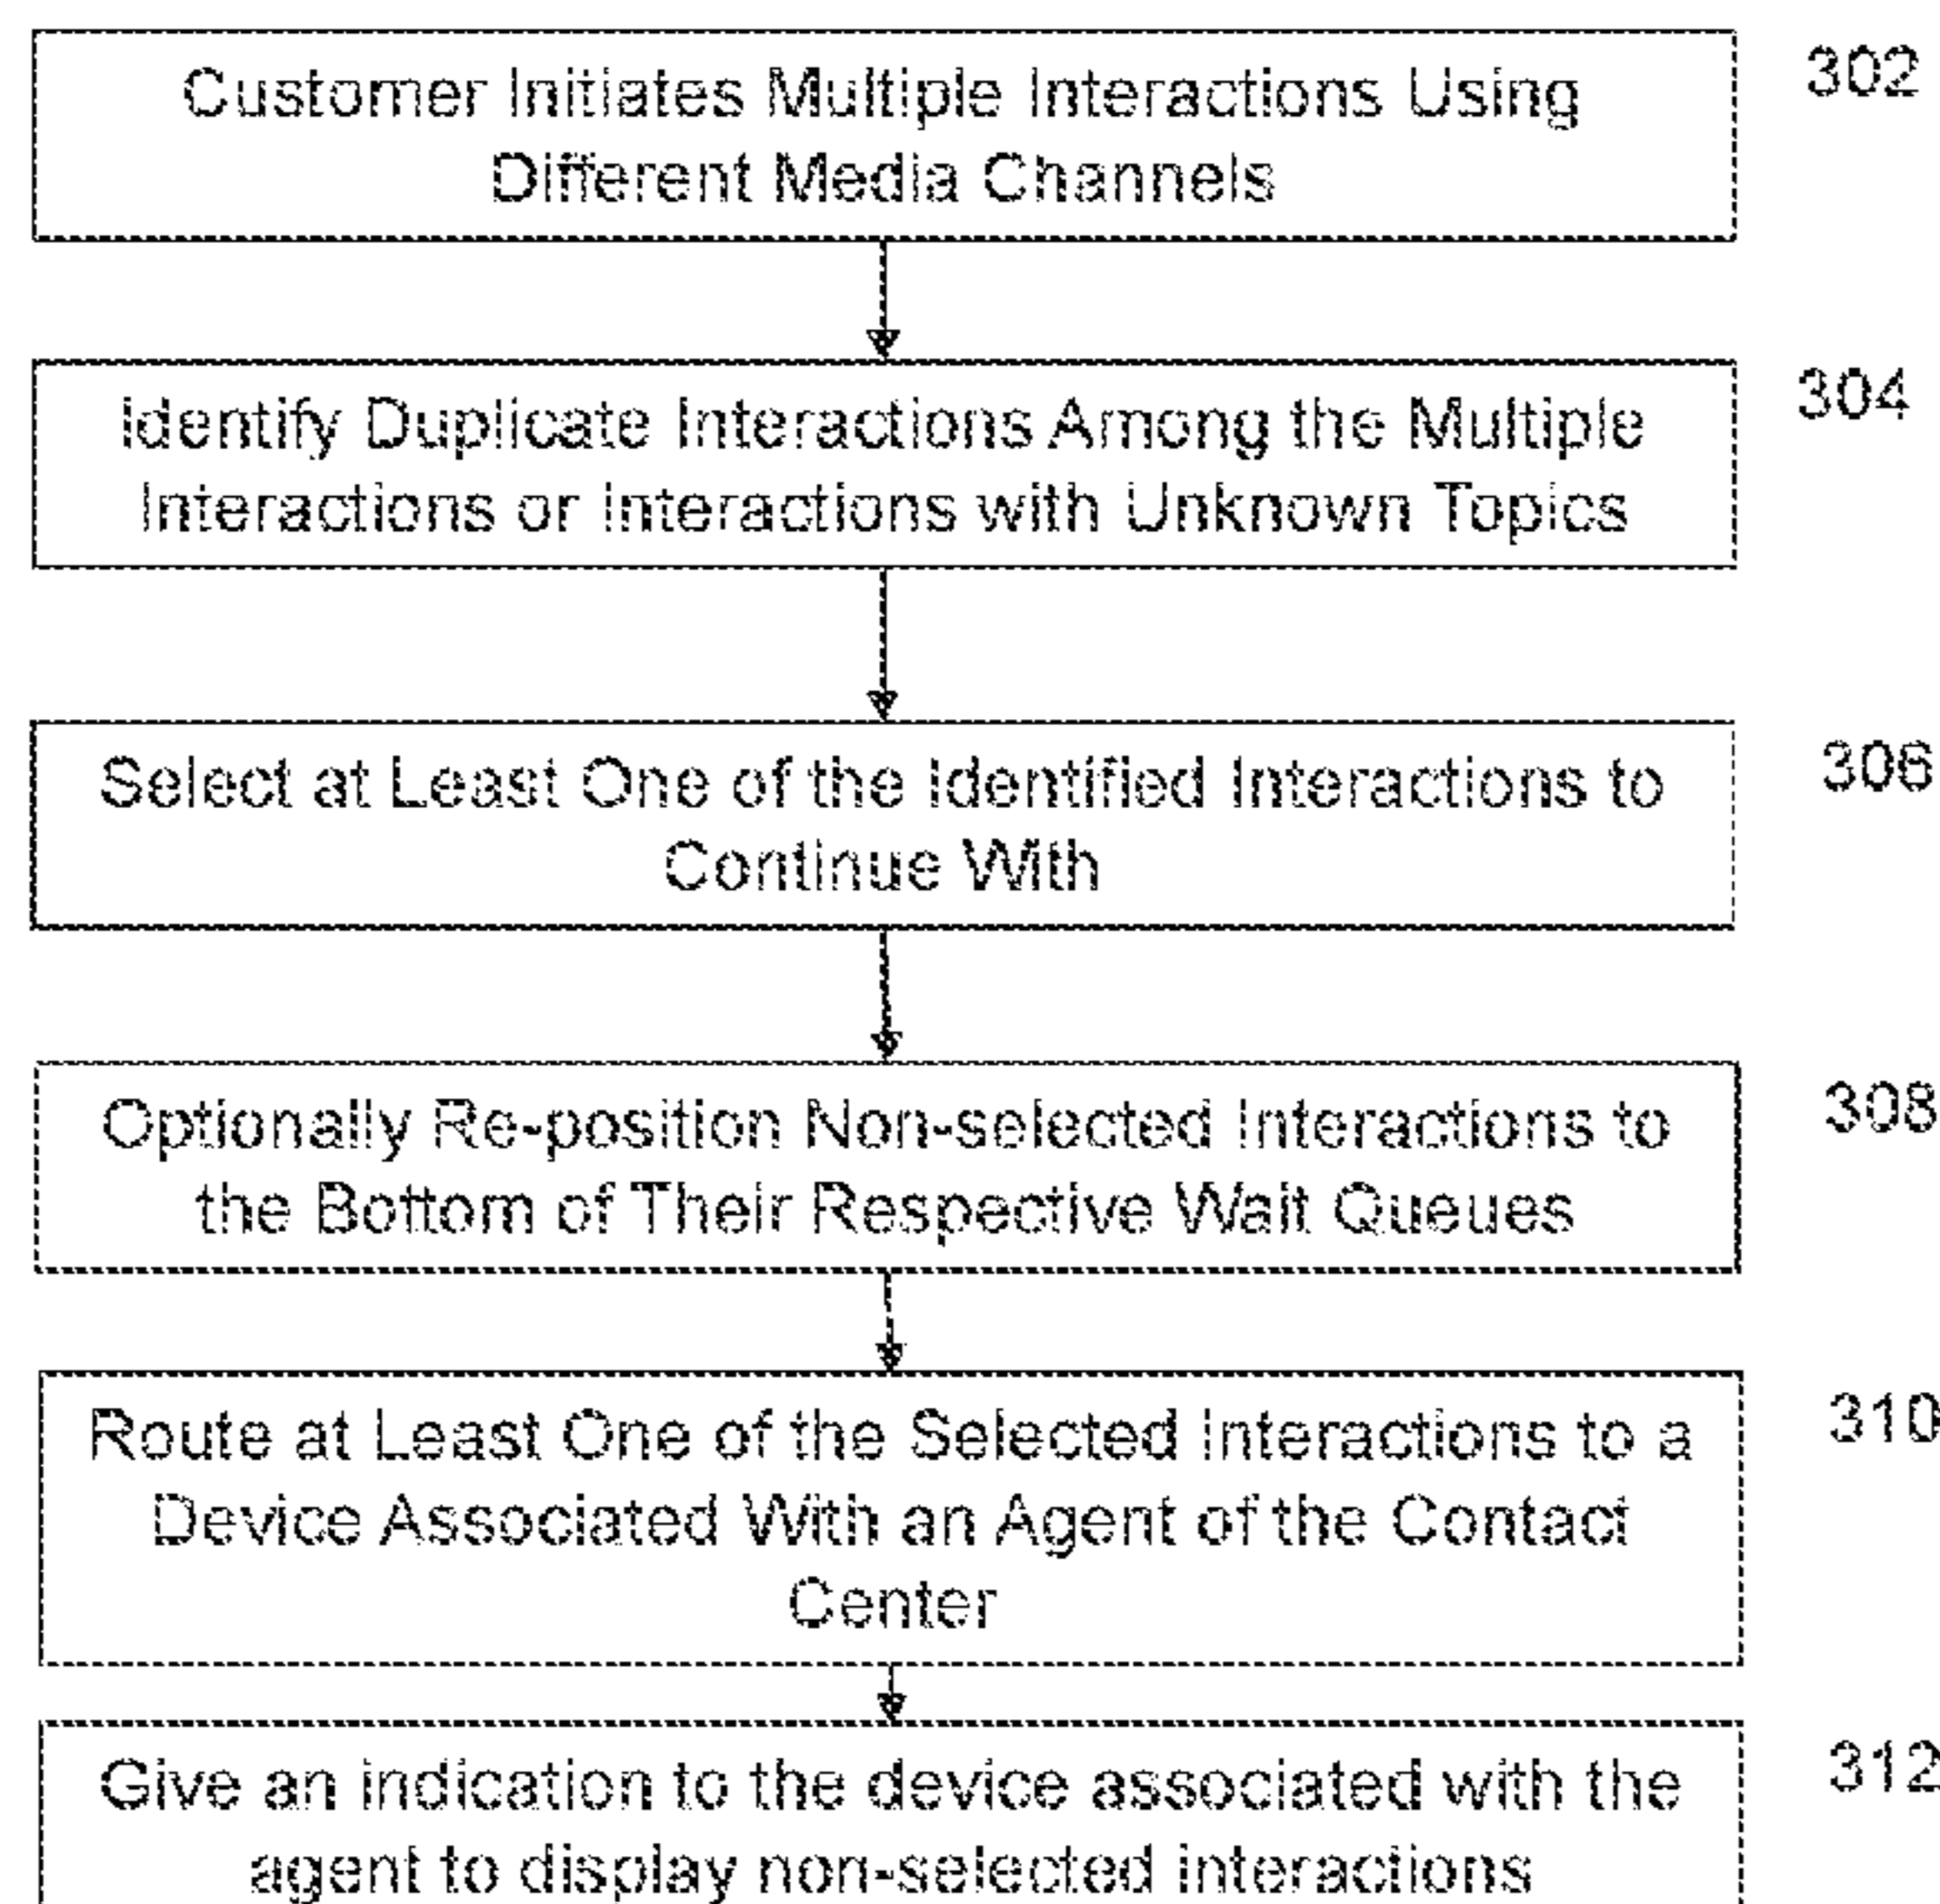 Customer Initiates Multiple Interactions Using
Different Media Channels
302
Identify Duplicate Interactions Among the Multiple
Interactions or Interactions with Unknown Topics
304
Select at Least One of the Identified Interactions to
Continue With
306
Optionally Re-position Non-selected Interactions to
the Bottom of Their Respective Wait Queues
308
Route at Least One of the Selected Interactions to a
Device Associated With an Agent of the Contact
Center
310
Give an indication to the device associated with the
agent to display non-selected interactions
312